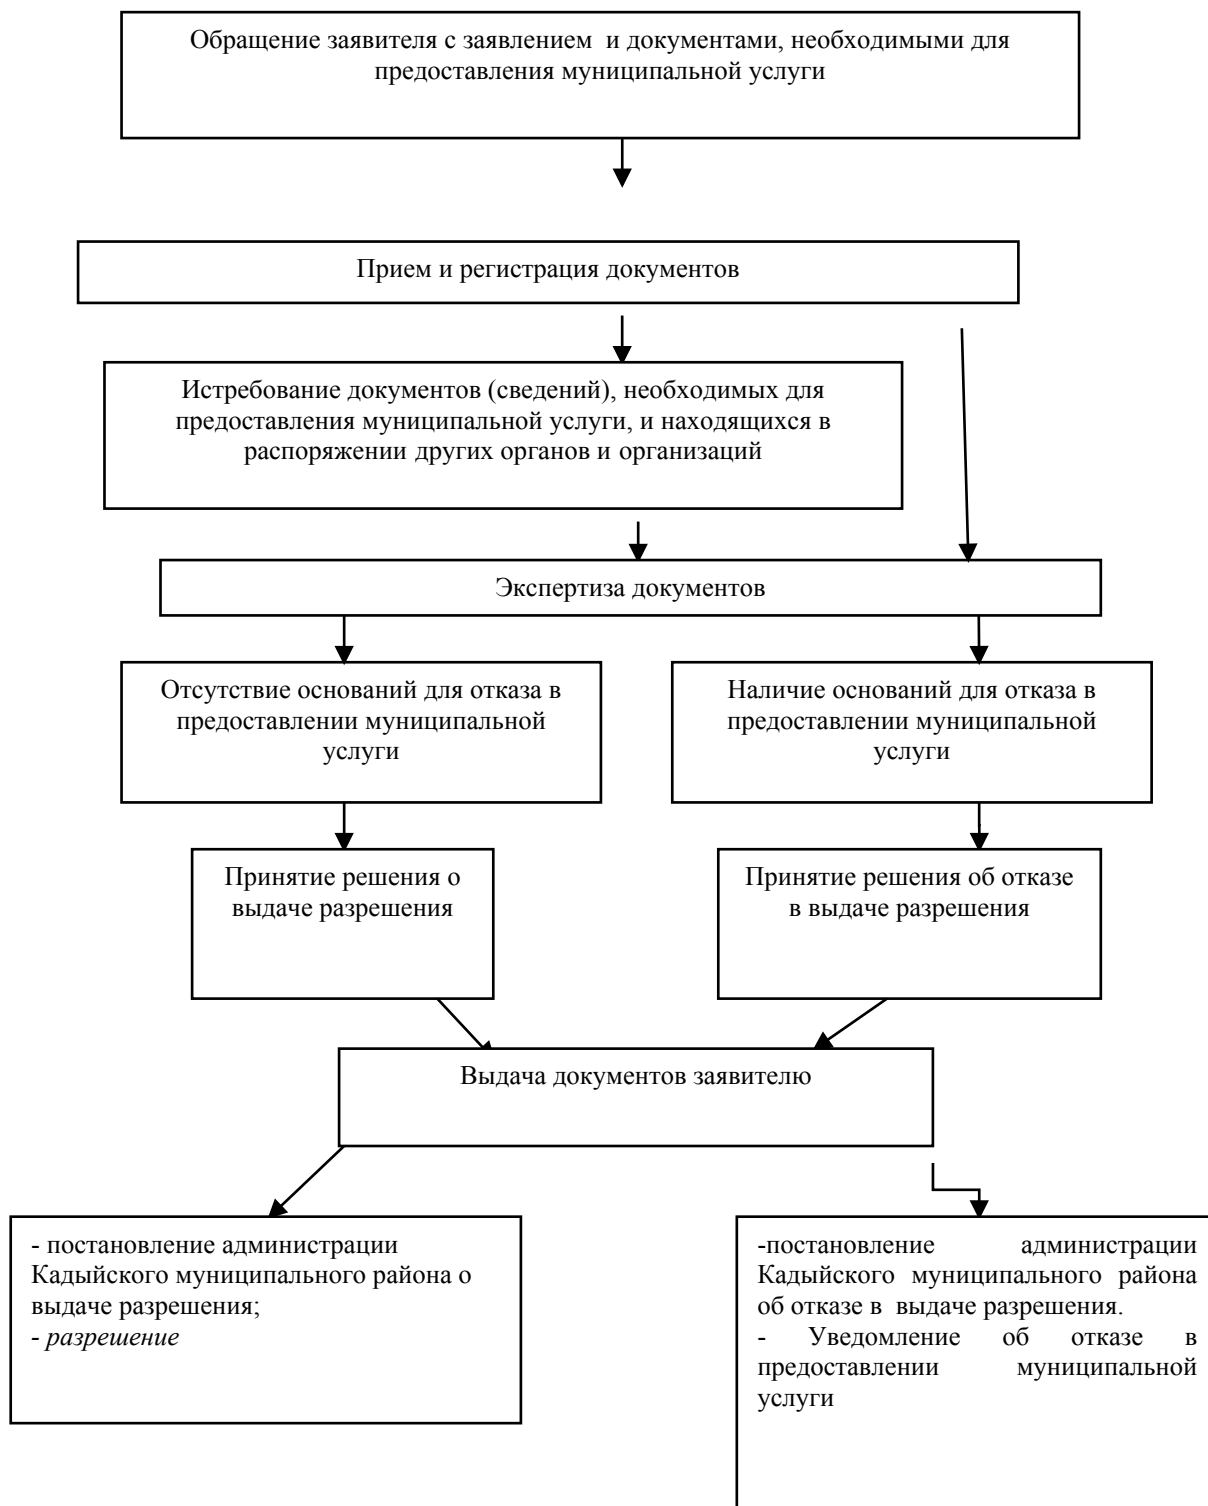 Обращение заявителя с заявлением  и документами, необходимыми для
предоставления муниципальной услуги
Прием и регистрация документов
Истребование документов (сведений), необходимых для
предоставления муниципальной услуги, и находящихся в
распоряжении других органов и организаций
Экспертиза документов
Отсутствие оснований для отказа в
предоставлении муниципальной
услуги
Наличие оснований для отказа в
предоставлении муниципальной
услуги
Принятие решения о
выдаче разрешения
Принятие решения об отказе
в выдаче разрешения
Выдача документов заявителю
- постановление администрации
Кадыйского муниципального района о
выдаче разрешения;
- разрешение
-постановление администрации
Кадыйского муниципального района
об отказе в  выдаче разрешения.
- Уведомление об отказе в
предоставлении муниципальной
услуги